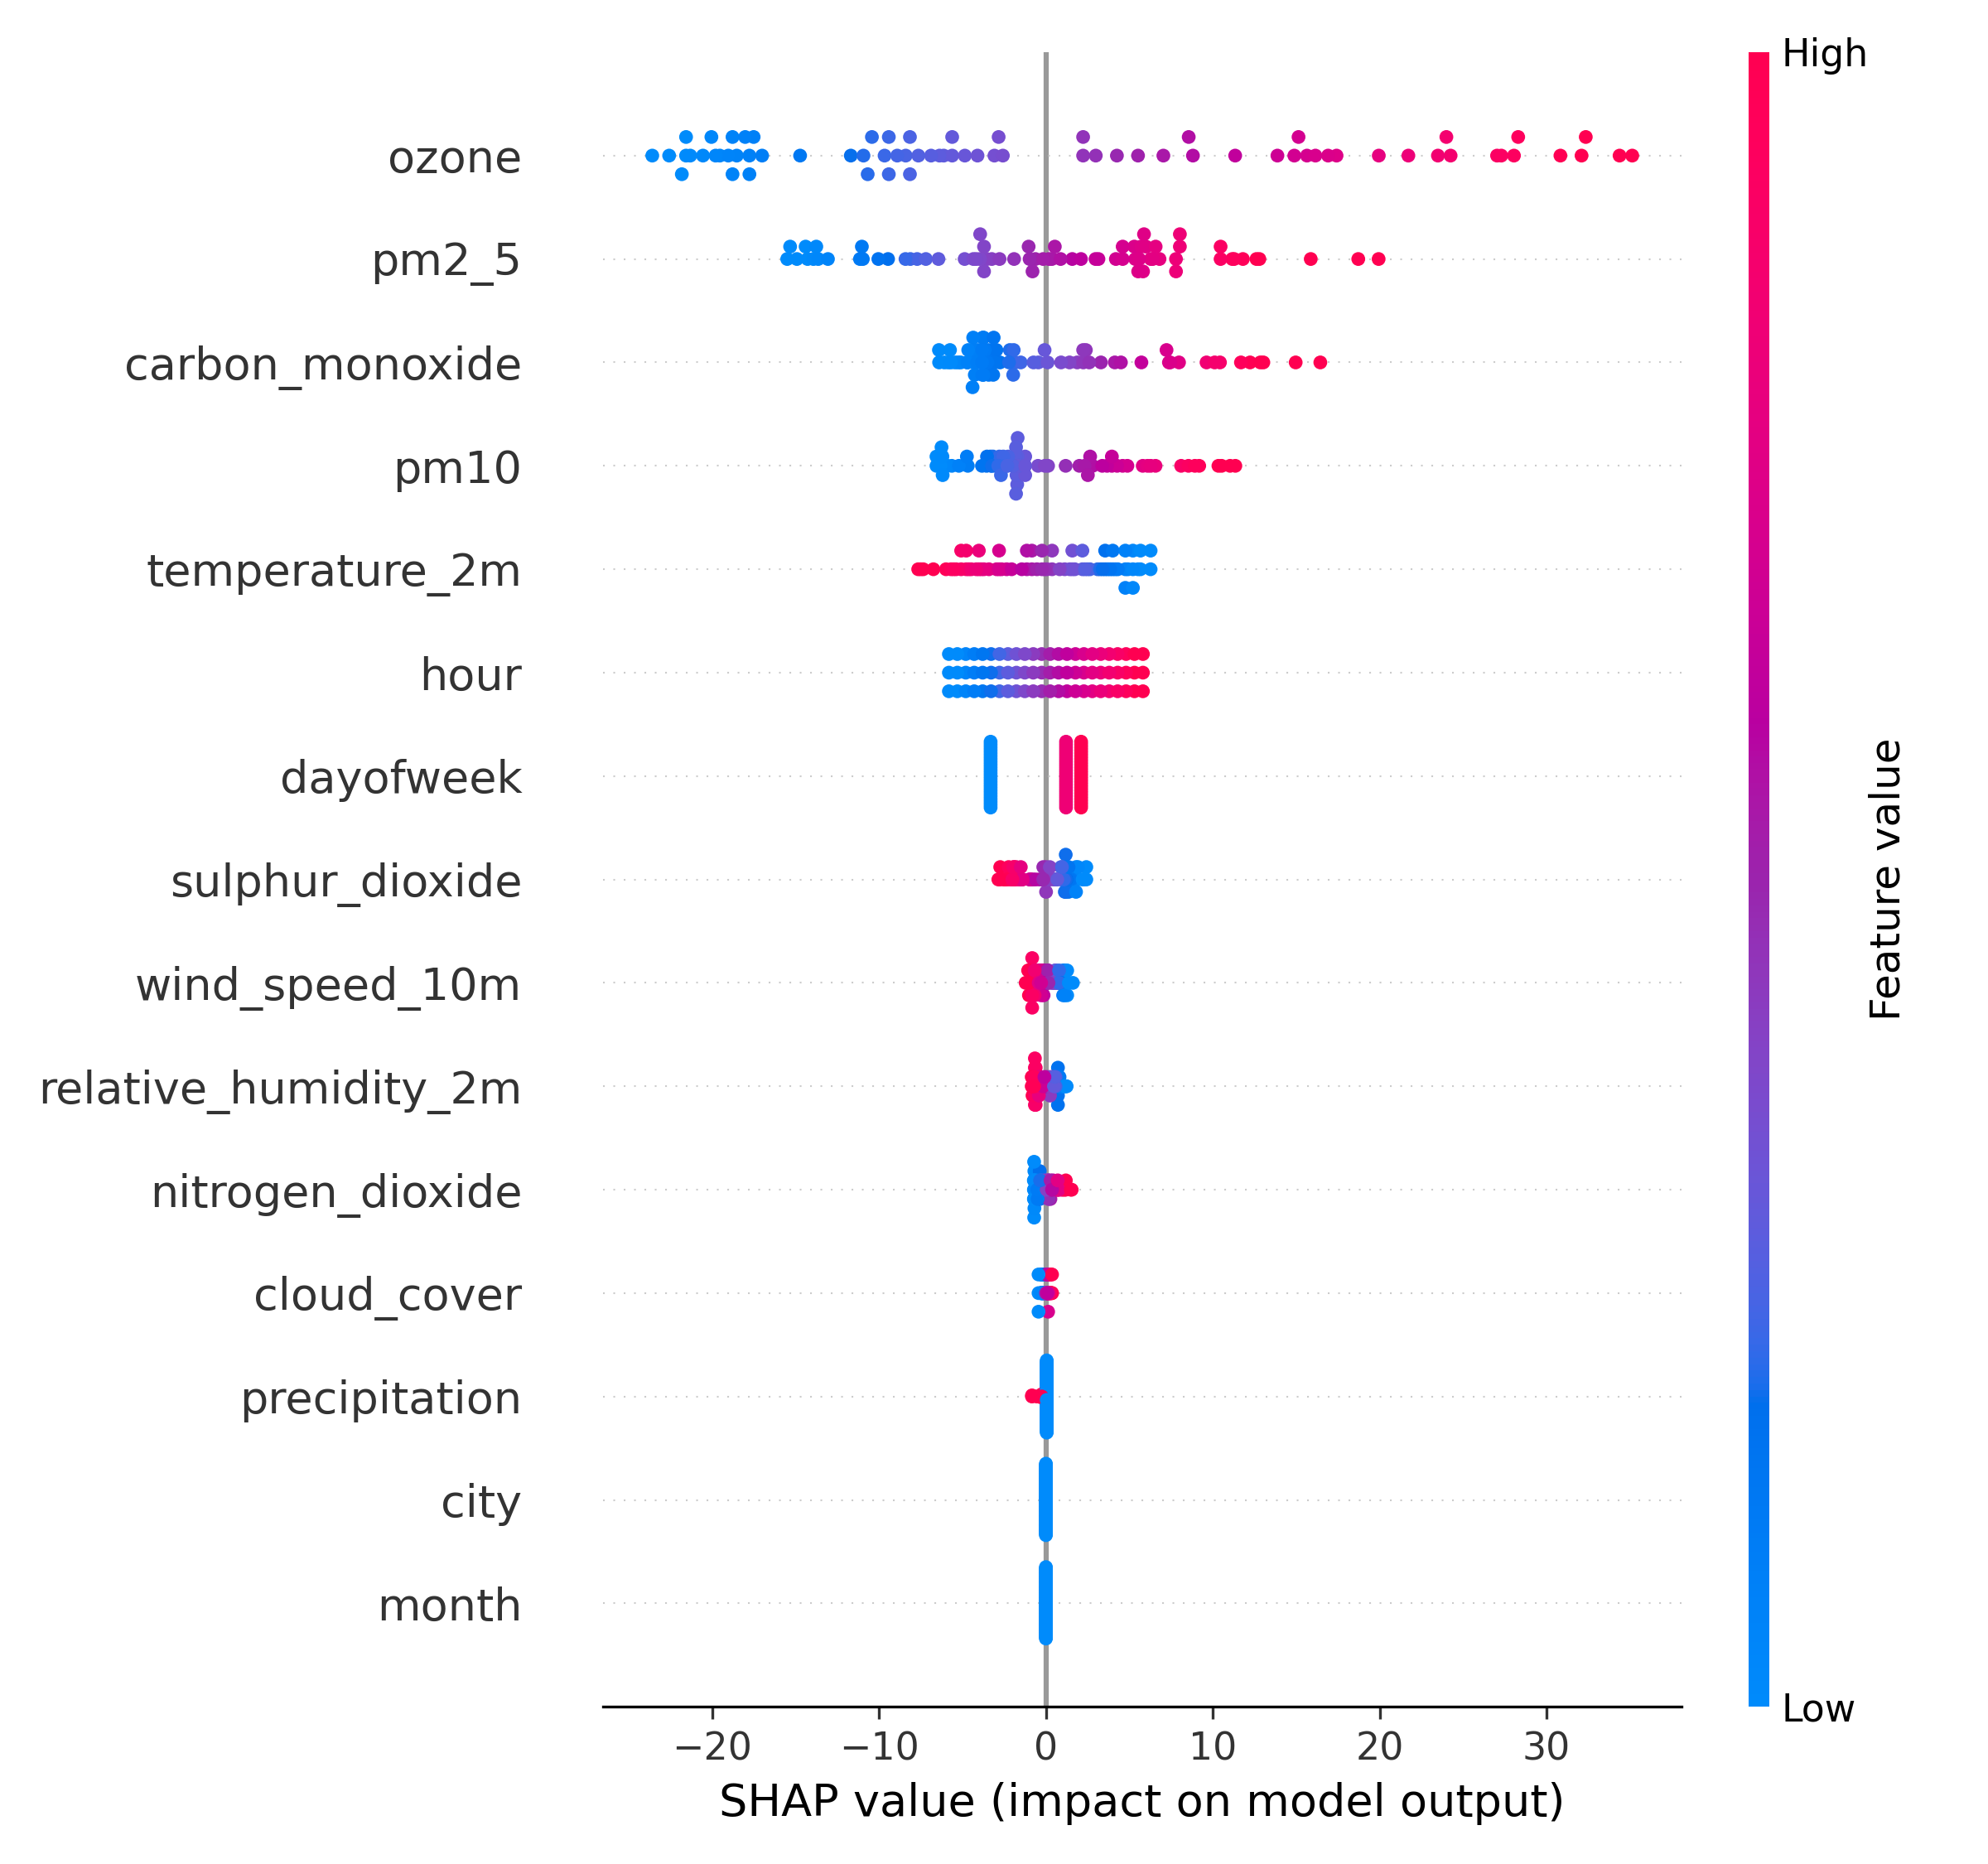 High
ozone
pm2_5
carbon_monoxide
pm10
temperature_2m
hour
dayofweek
sulphur_dioxide
wind_speed_10m
relative_humidity_2m
nitrogen_dioxide
cloud_cover
precipitation
city
month
Feature value
Low
−20 −10 0 10 20 30
SHAP value (impact on model output)